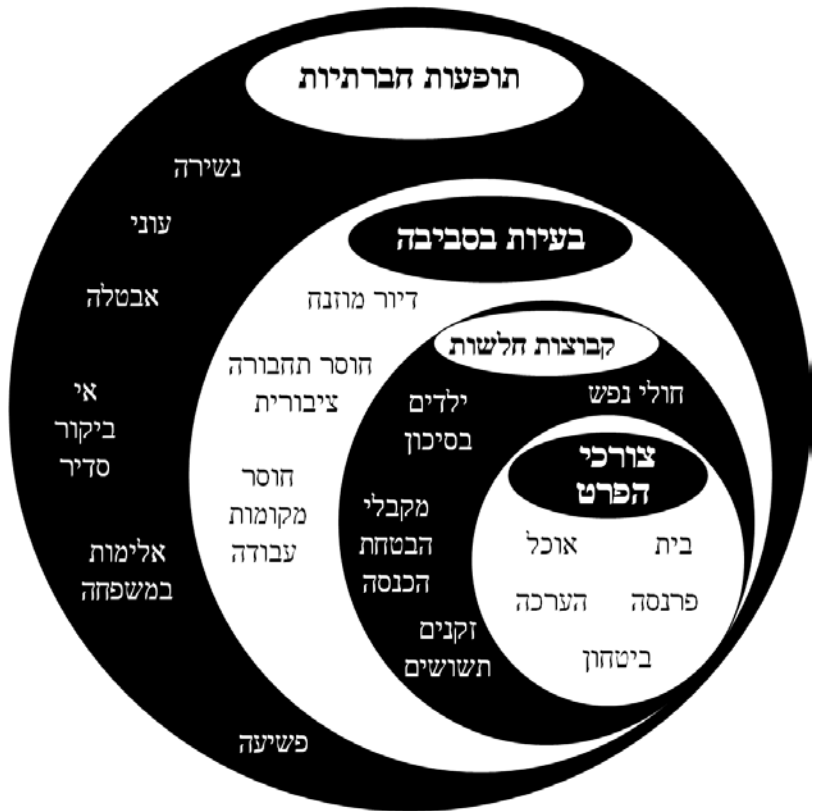 תופעות חברתיות
נשירה
עוני
אבטלה
אי
ביקור
סדיר
אלימות
במשפחה
פשיעה
בעיות בסביבה
דיור מוזנח
חוסר תחבורה
ציבורית
חוסר
מקומות
עבודה
קבוצות חלשות
חולי נפש
ילדים
בסיכון
מקבלי
הבטחת
הכנסה
זקנים
תשושים
צורכי
הפרט
בית אוכל
פרנסה הערכה
ביטחון